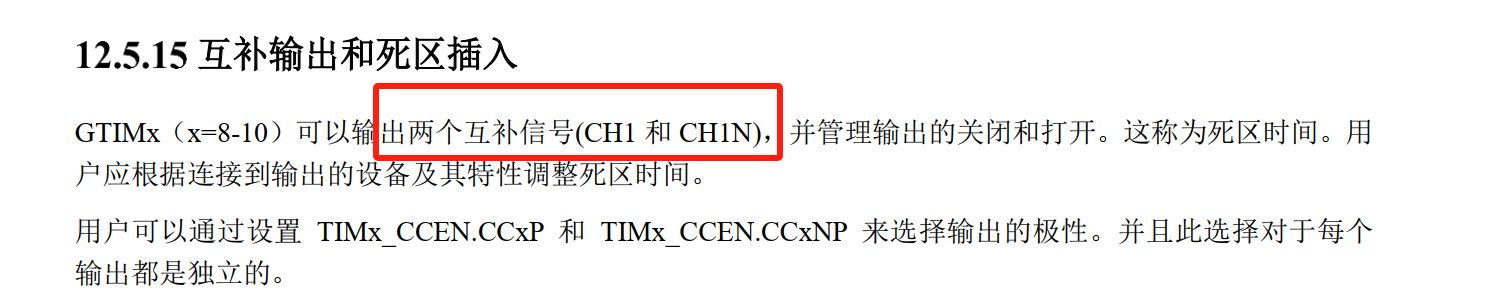 12.5.15 互补输出和死区插入
GTIMx（x=8-10）可以输出两个互补信号(CH1 和 CH1N)，并管理输出的关闭和打开。这称为死区时间。用
户应根据连接到输出的设备及其特性调整死区时间。
用户可以通过设置 TIMx_CCEN.CCxP 和 TIMx_CCEN.CCxNP 来选择输出的极性。并且此选择对于每个
输出都是独立的。